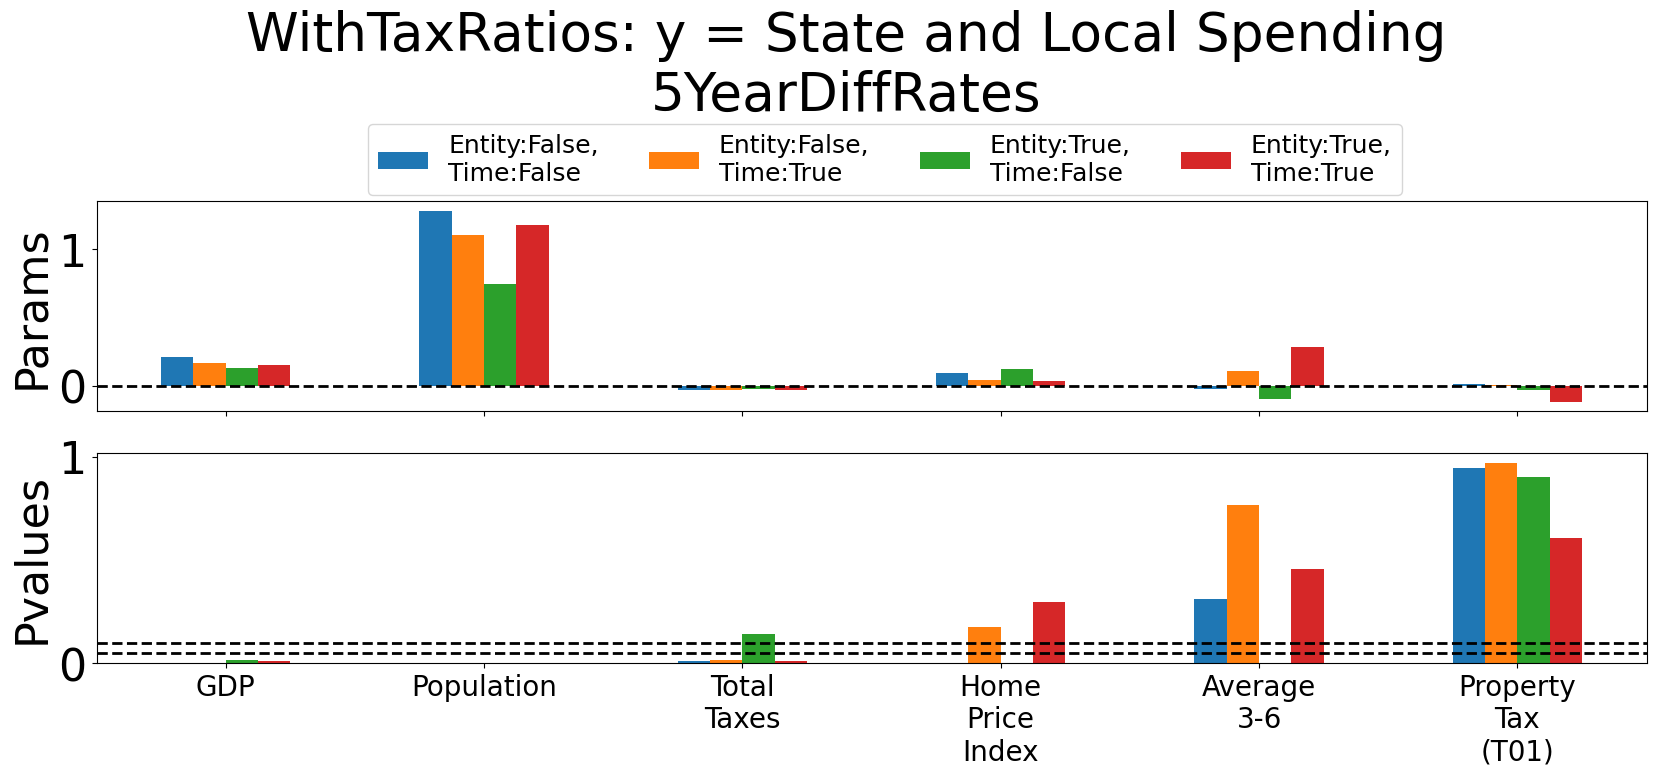 WithTaxRatios: y = State and Local Spending
5YearDiffRates
Entity:False,
Time:False
Entity:False,
Time:True
Entity:True,
Time:False
Entity:True,
Time:True
Params
1
0
Pvalues
1
0
GDP
Population
Total
Taxes
Home
Price
Index
Average
3-6
Property
Tax
(T01)